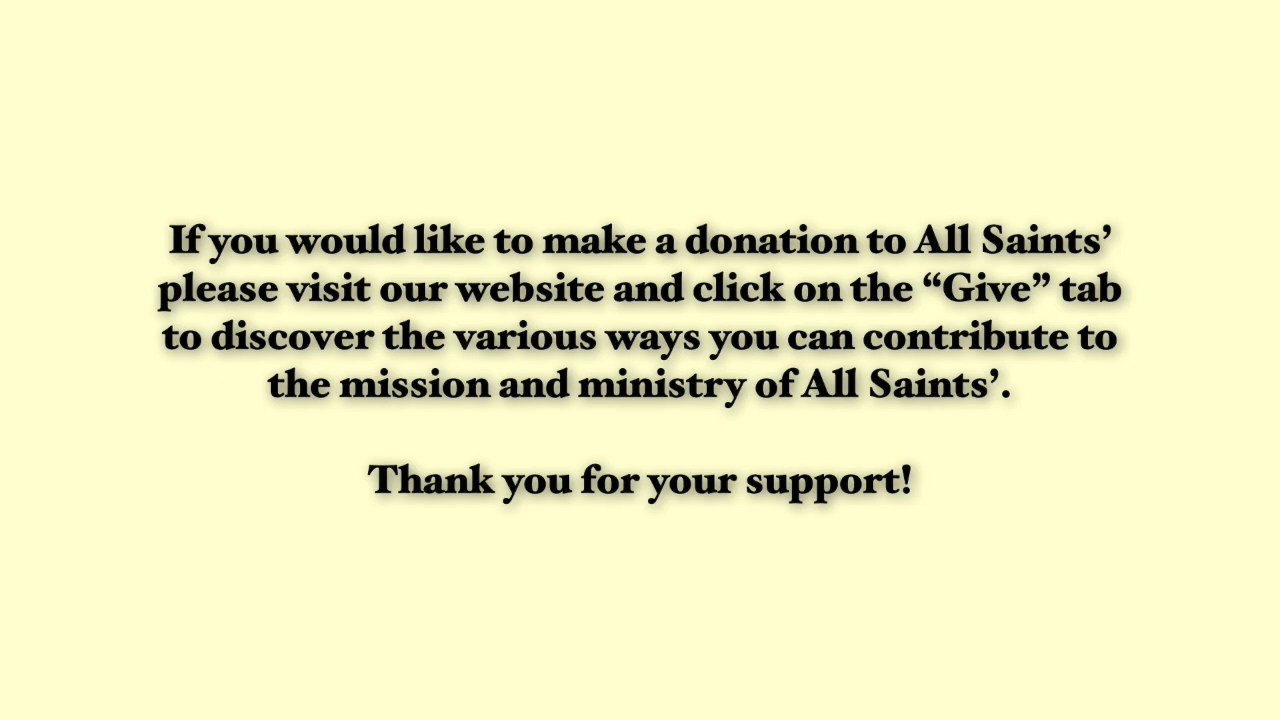 If you would like to make a donation to All Saints’
please visit our website and click on the “Give” tab
to discover the various ways you can contribute to
the mission and ministry of All Saints’.
Thank you for your support!